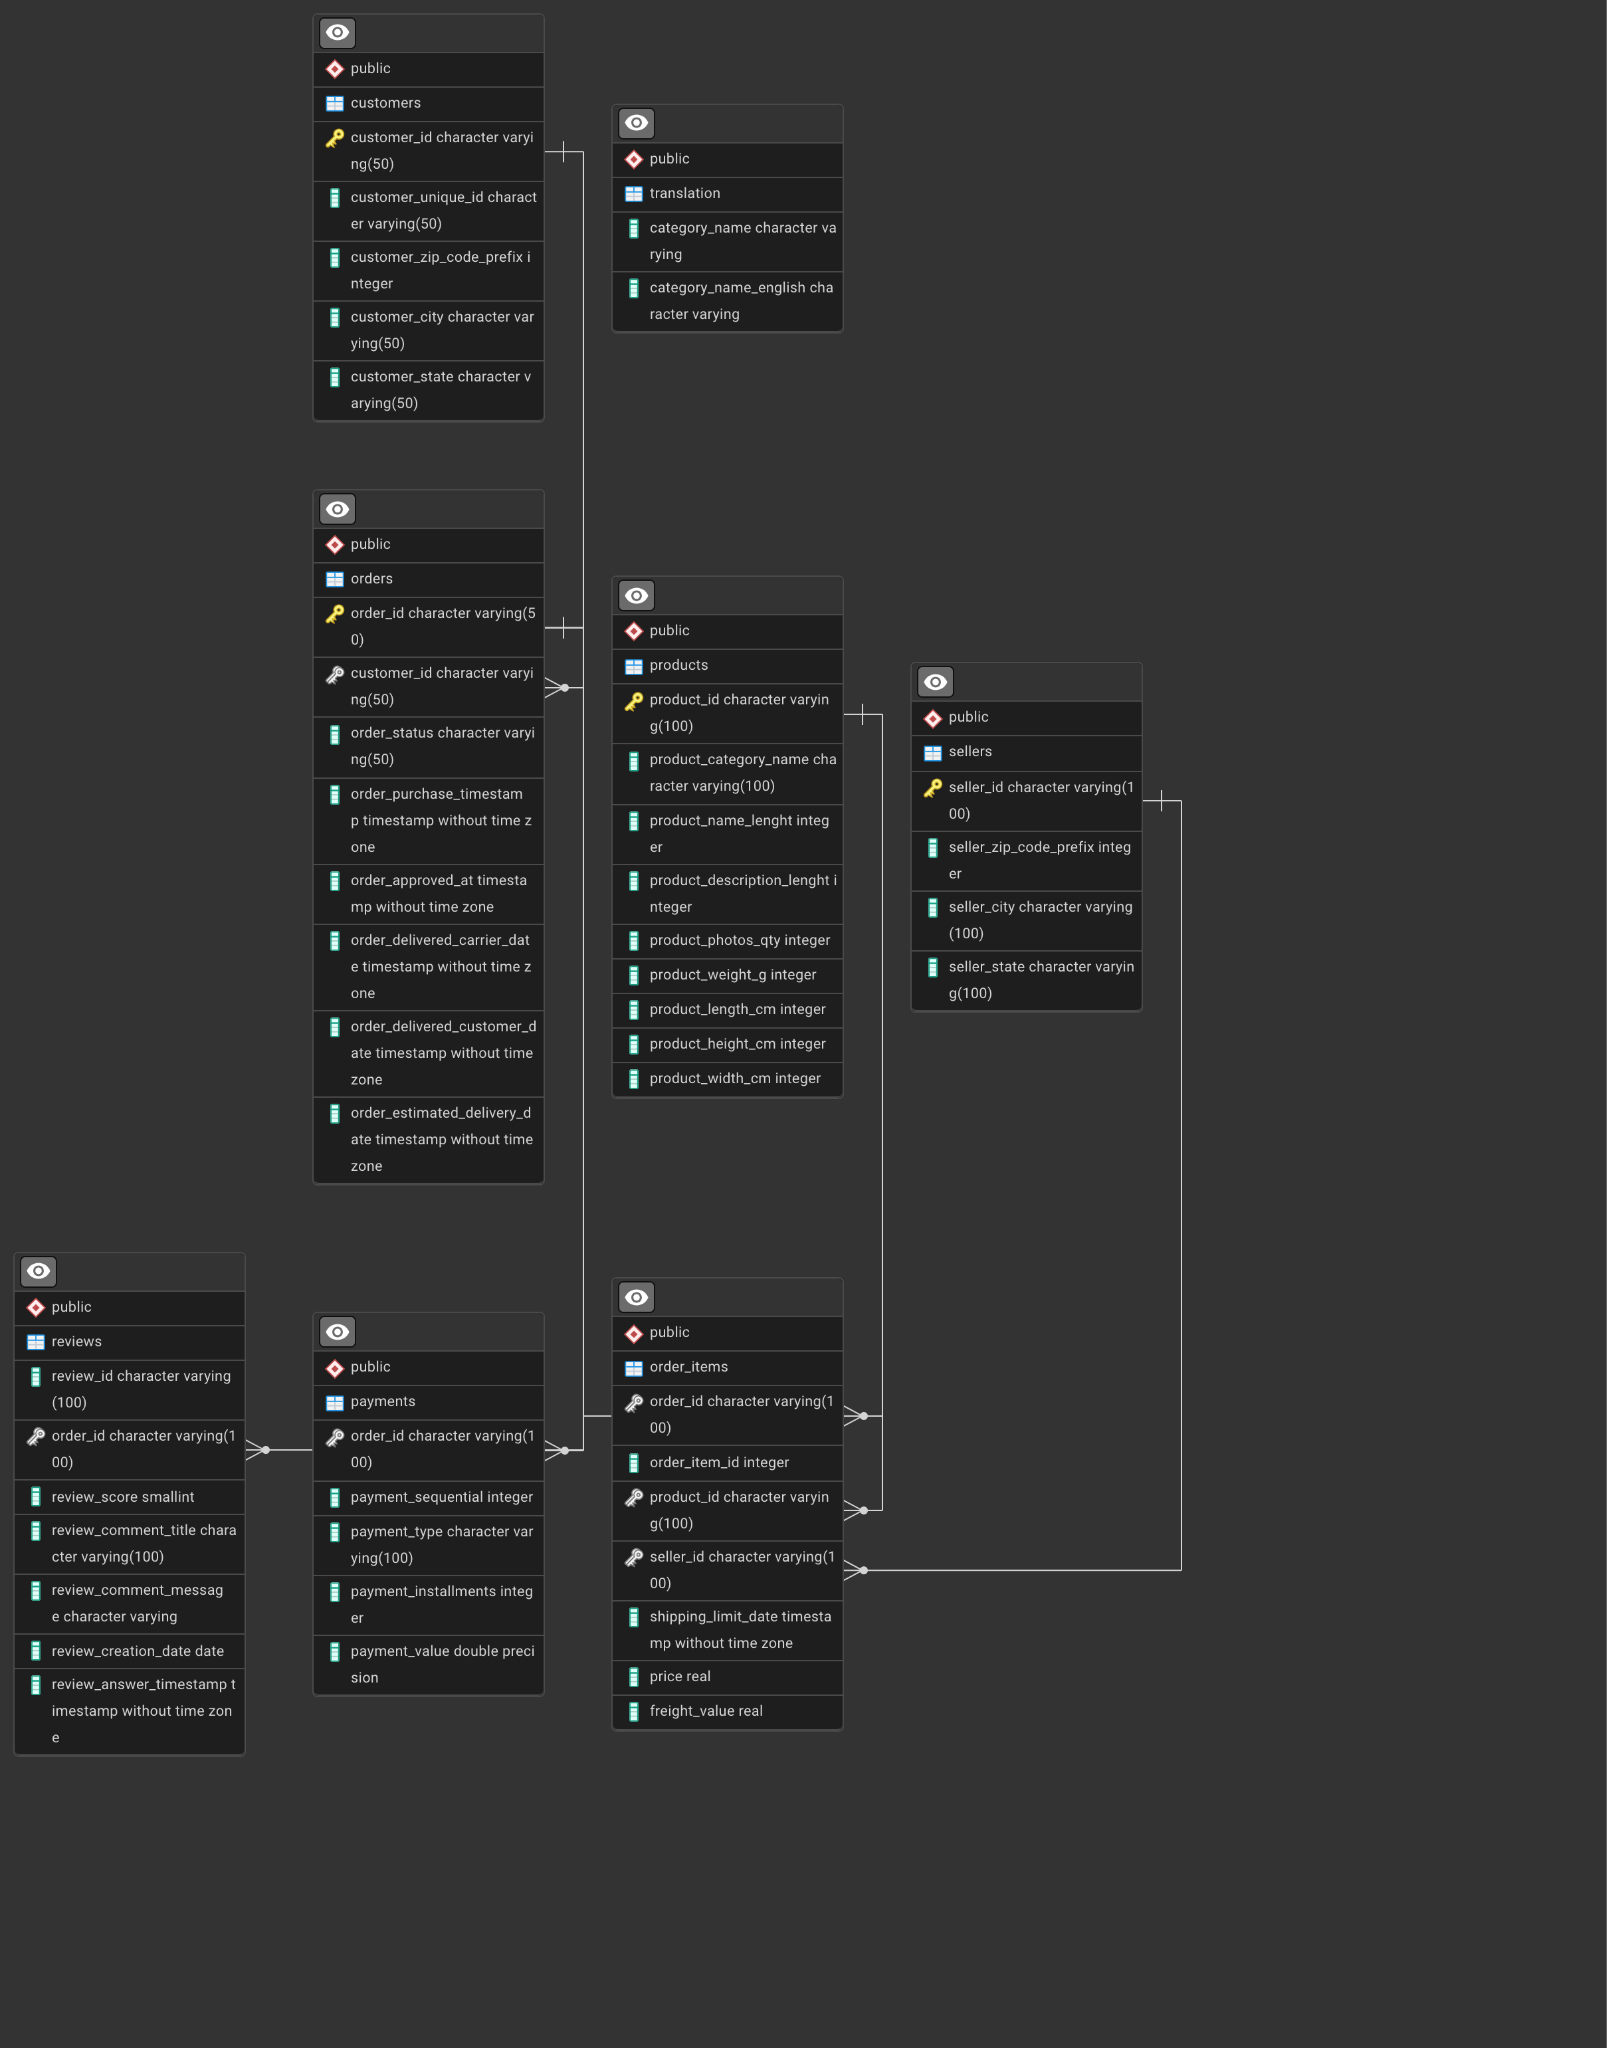 public
customers
customer_id character varyi
ng(50)
customer_unique_id charact
er varying(50)
customer_zip_code_prefix i
nteger
customer_city character var
ying(50)
customer_state character v
arying(50)
public
translation
category_name character va
rying
category_name_english cha
racter varying
public
orders
order_id character varying(5
0)
customer_id character varyi
ng(50)
order_status character varyi
ng(50)
order_purchase_timestam
p timestamp without time z
one
order_approved_at timesta
mp without time zone
order_delivered_carrier_dat
e timestamp without time z
one
order_delivered_customer_d
ate timestamp without time
zone
order_estimated_delivery_d
ate timestamp without time
zone
public
products
product_id character varyin
g(100)
product_category_name cha
racter varying(100)
product_name_lenght integ
er
product_description_lenght i
nteger
product_photos_qty integer
product_weight_g integer
product_length_cm integer
product_height_cm integer
product_width_cm integer
public
sellers
seller_id character varying(1
00)
seller_zip_code_prefix integ
er
seller_city character varying
(100)
seller_state character varyin
g(100)
public
reviews
review_id character varying
(100)
order_id character varying(1
00)
review_score smallint
review_comment_title chara
cter varying(100)
review_comment_messag
e character varying
review_creation_date date
review_answer_timestamp t
imestamp without time zon
e
public
payments
order_id character varying(1
00)
payment_sequential integer
payment_type character var
ying(100)
payment_installments integ
er
payment_value double preci
sion
public
order_items
order_id character varying(1
00)
order_item_id integer
product_id character varyin
g(100)
seller_id character varying(1
00)
shipping_limit_date timesta
mp without time zone
price real
freight_value real